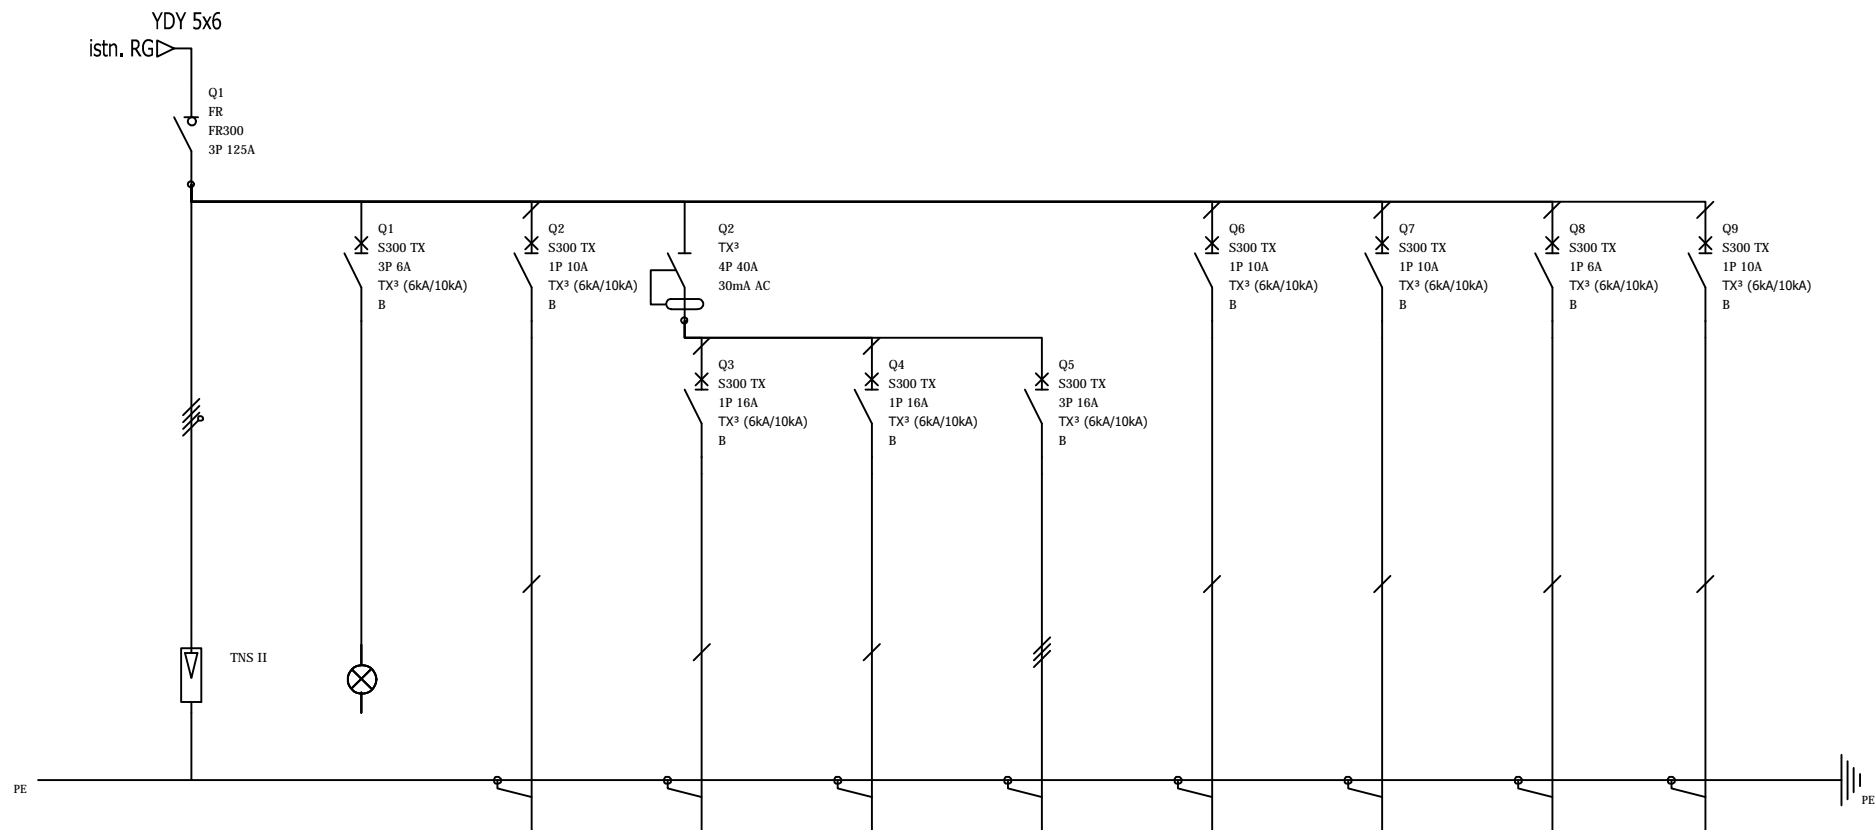 YDY 5x6
istn. RG
Q1
FR
FR300
3P 125A
Q1
S300 TX
3P 6A
TX³ (6kA/10kA)
B
Q2
S300 TX
1P 10A
TX³ (6kA/10kA)
B
Q2
TX³
4P 40A
30mA AC
Q6
S300 TX
1P 10A
TX³ (6kA/10kA)
B
Q7
S300 TX
1P 10A
TX³ (6kA/10kA)
B
Q8
S300 TX
1P 6A
TX³ (6kA/10kA)
B
Q9
S300 TX
1P 10A
TX³ (6kA/10kA)
B
Q3
S300 TX
1P 16A
TX³ (6kA/10kA)
B
Q4
S300 TX
1P 16A
TX³ (6kA/10kA)
B
Q5
S300 TX
3P 16A
TX³ (6kA/10kA)
B
TNS II
PE
PE